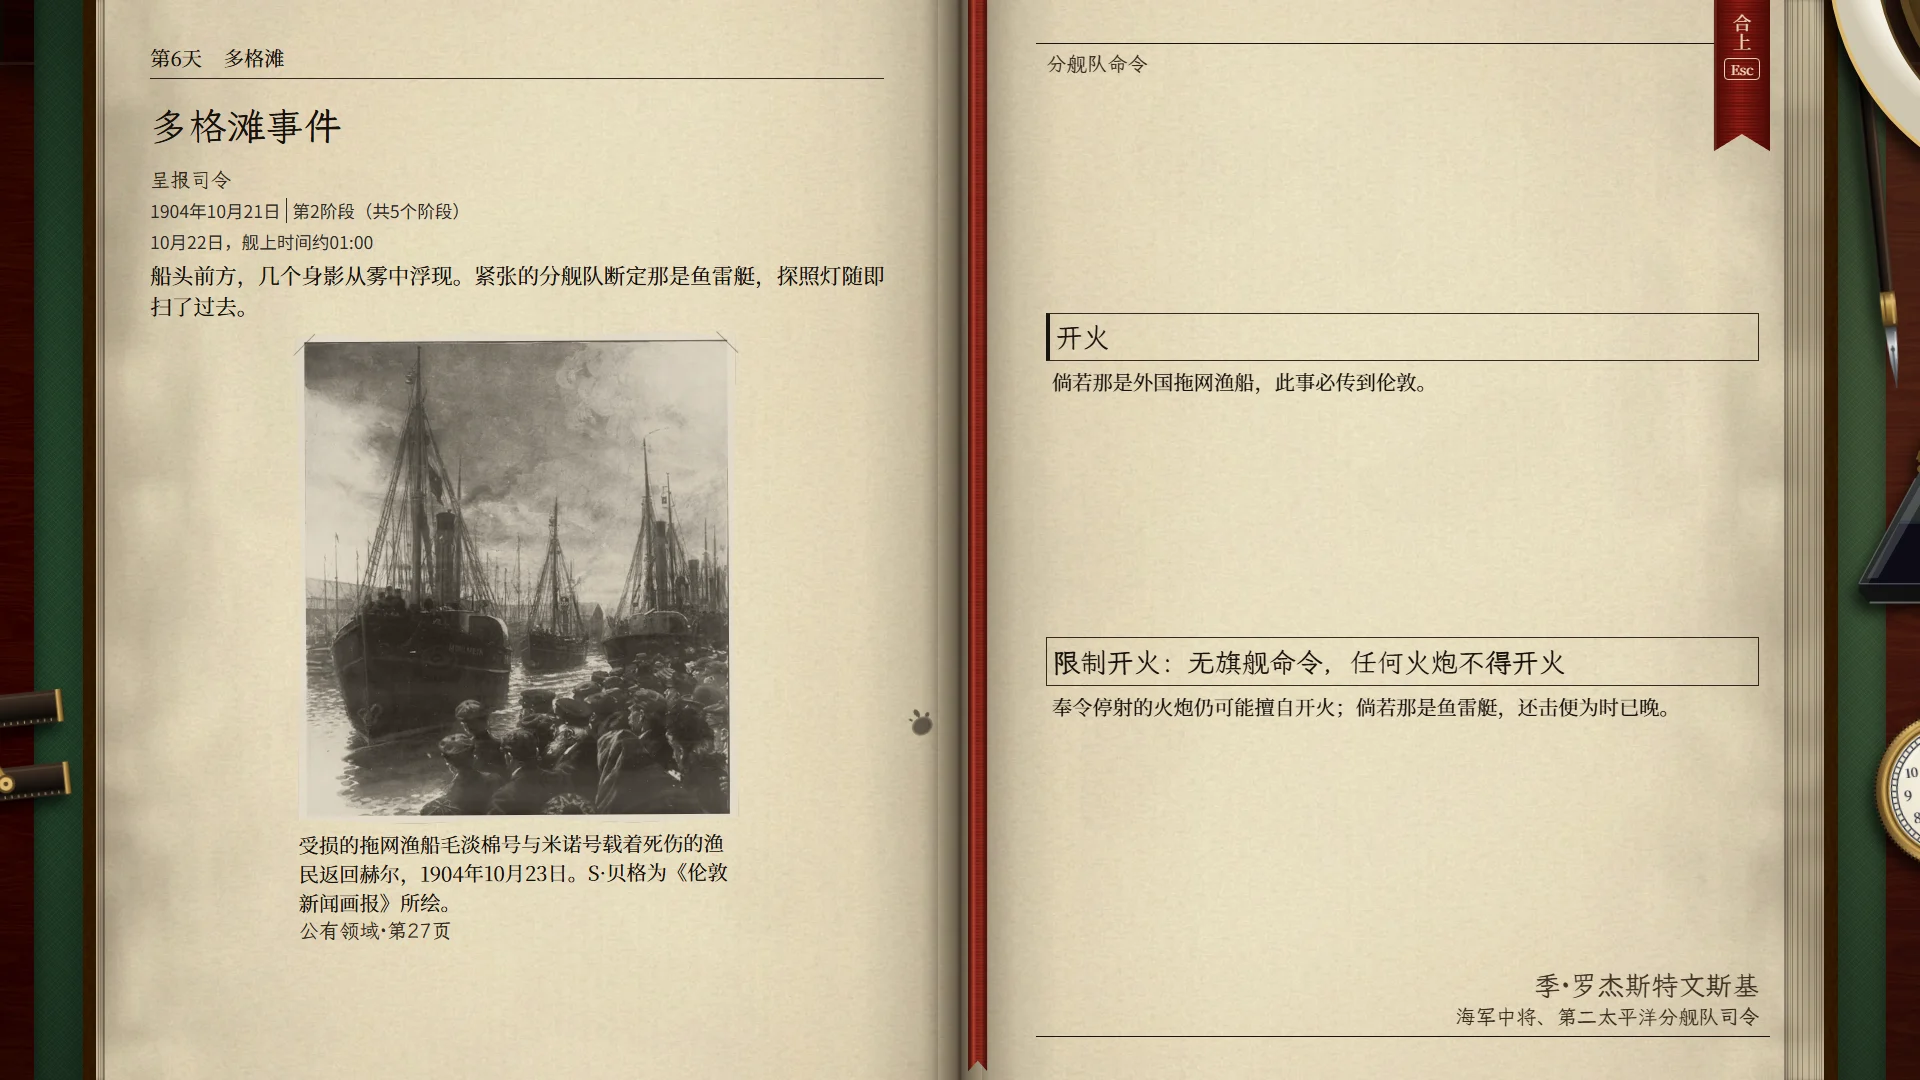 第6天 多格滩
多格滩事件
呈报司令
1904年10月21日│第2阶段（共5个阶段）
10月22日，舰上时间约01:00
船头前方，几个身影从雾中浮现。紧张的分舰队断定那是鱼雷艇，探照灯随即
扫了过去。
受损的拖网渔船毛淡棉号与米诺号载着死伤的渔
民返回赫尔，1904年10月23日。S·贝格为《伦敦
新闻画报》所绘。
公有领域·第27页
合上
Esc
分舰队命令
开火
倘若那是外国拖网渔船，此事必传到伦敦。
限制开火：无旗舰命令，任何火炮不得开火
奉令停射的火炮仍可能擅自开火；倘若那是鱼雷艇，还击便为时已晚。
季·罗杰斯特文斯基
海军中将、第二太平洋分舰队司令
10
9
8